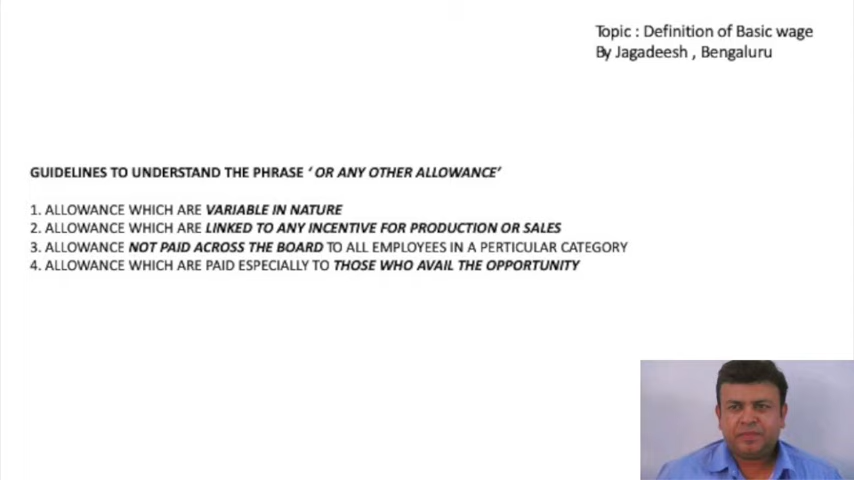 Topic : Definition of Basic wage
By Jagadeesh , Bengaluru
GUIDELINES TO UNDERSTAND THE PHRASE ‘ OR ANY OTHER ALLOWANCE’
1. ALLOWANCE WHICH ARE VARIABLE IN NATURE
2. ALLOWANCE WHICH ARE LINKED TO ANY INCENTIVE FOR PRODUCTION OR SALES
3. ALLOWANCE NOT PAID ACROSS THE BOARD TO ALL EMPLOYEES IN A PERTICULAR CATEGORY
4. ALLOWANCE WHICH ARE PAID ESPECIALLY TO THOSE WHO AVAIL THE OPPORTUNITY